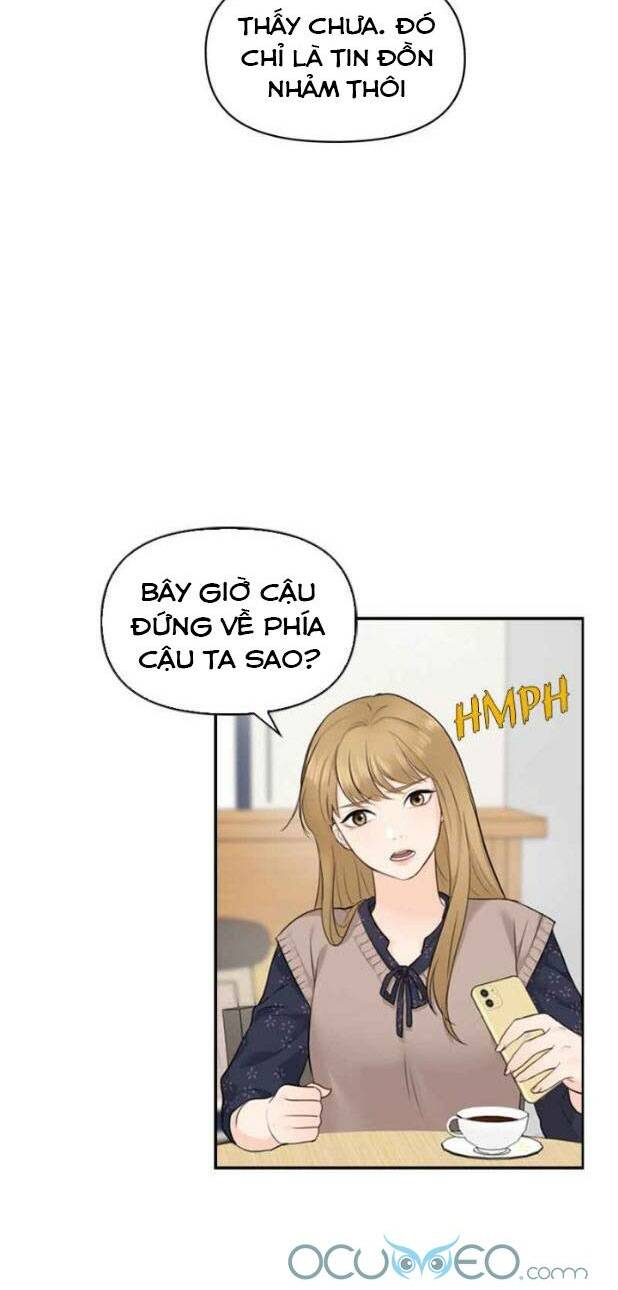 THẤY CHƯA. ĐÓ
CHỈ LÀ TIN ĐỒN
NHẢM THÔI
BÂY GIỜ CẬU
ĐỨNG VỀ PHÍA
CẬU TA SAO?
HMPH
OCUMEO.comm